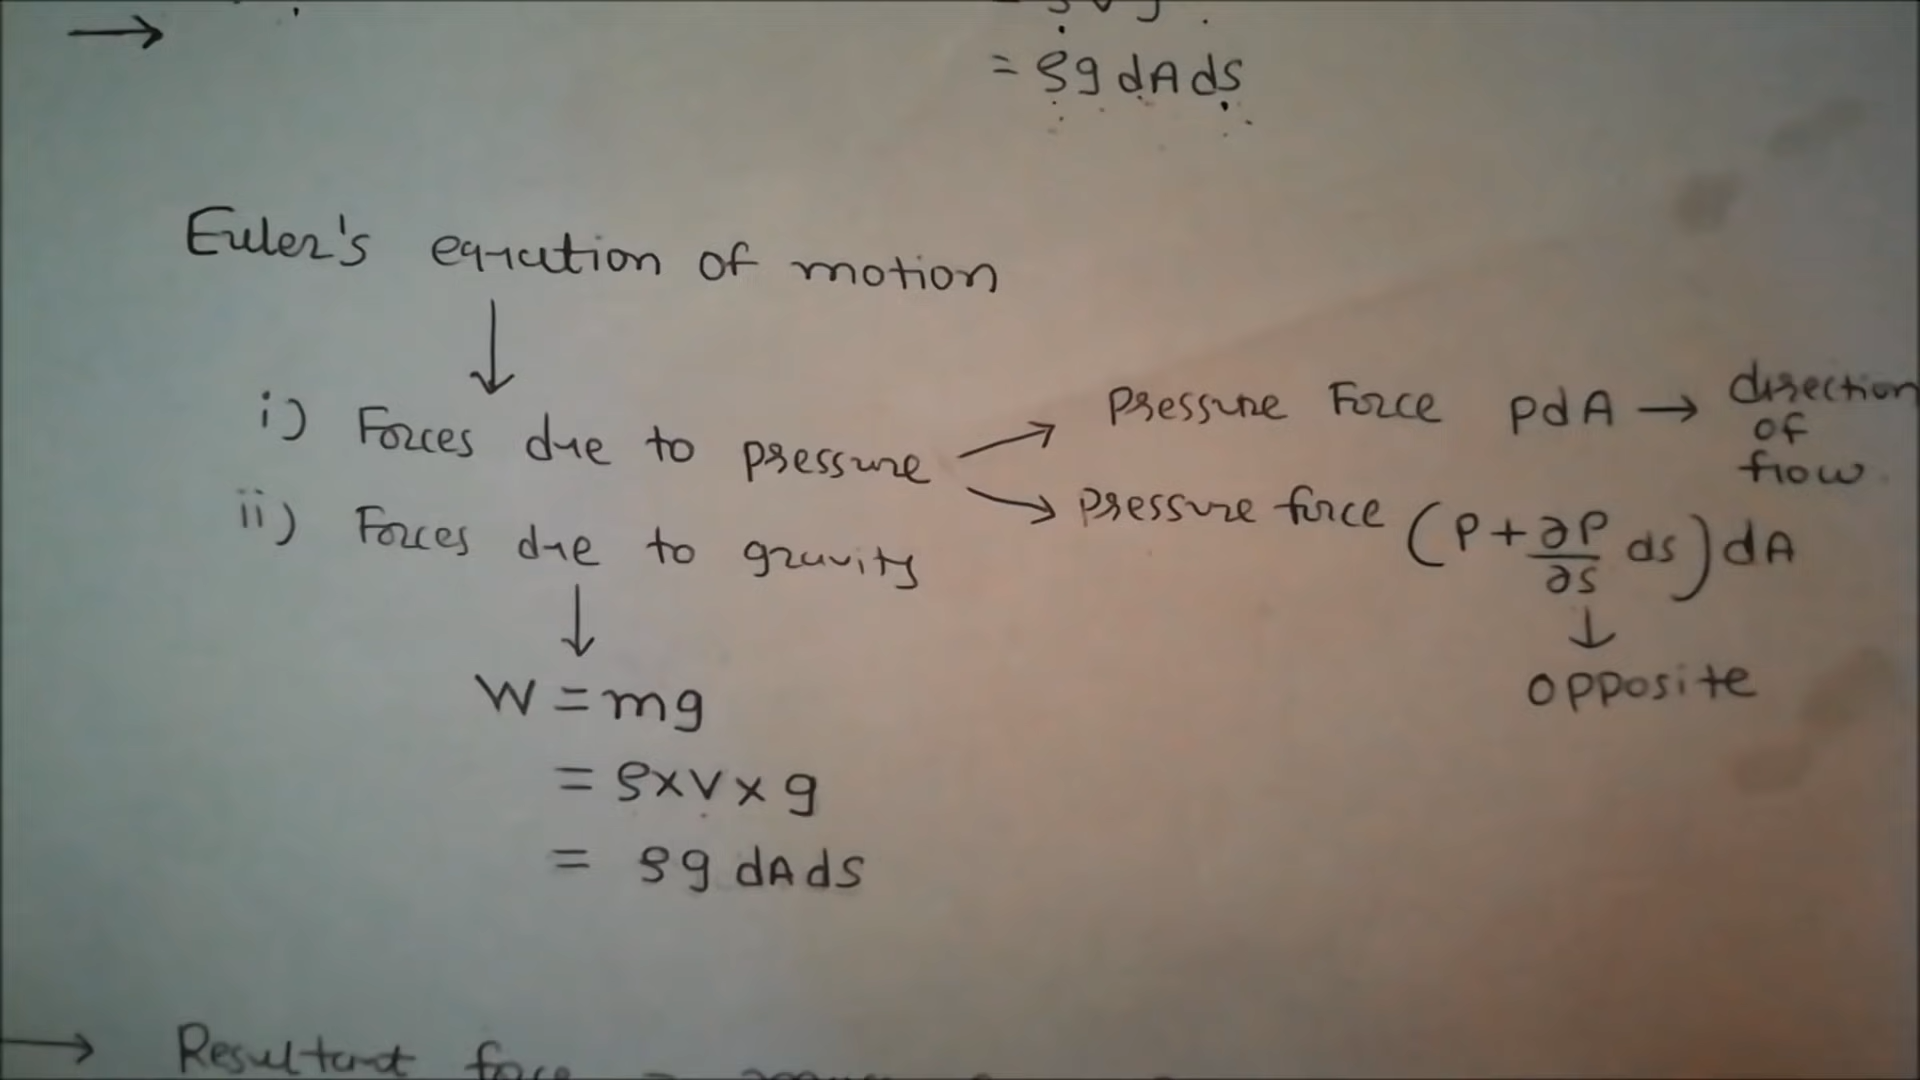 →
= ρg dA ds
Euler's equation of motion
↓
i) Forces due to pressure → Pressure Force pdA → direction of flow
→ pressure force (P + ∂P/∂s ds) dA
↓
opposite
ii) Forces due to gravity
↓
W = mg
= ρ × V × g
= ρg dA ds
→ Resultant force =